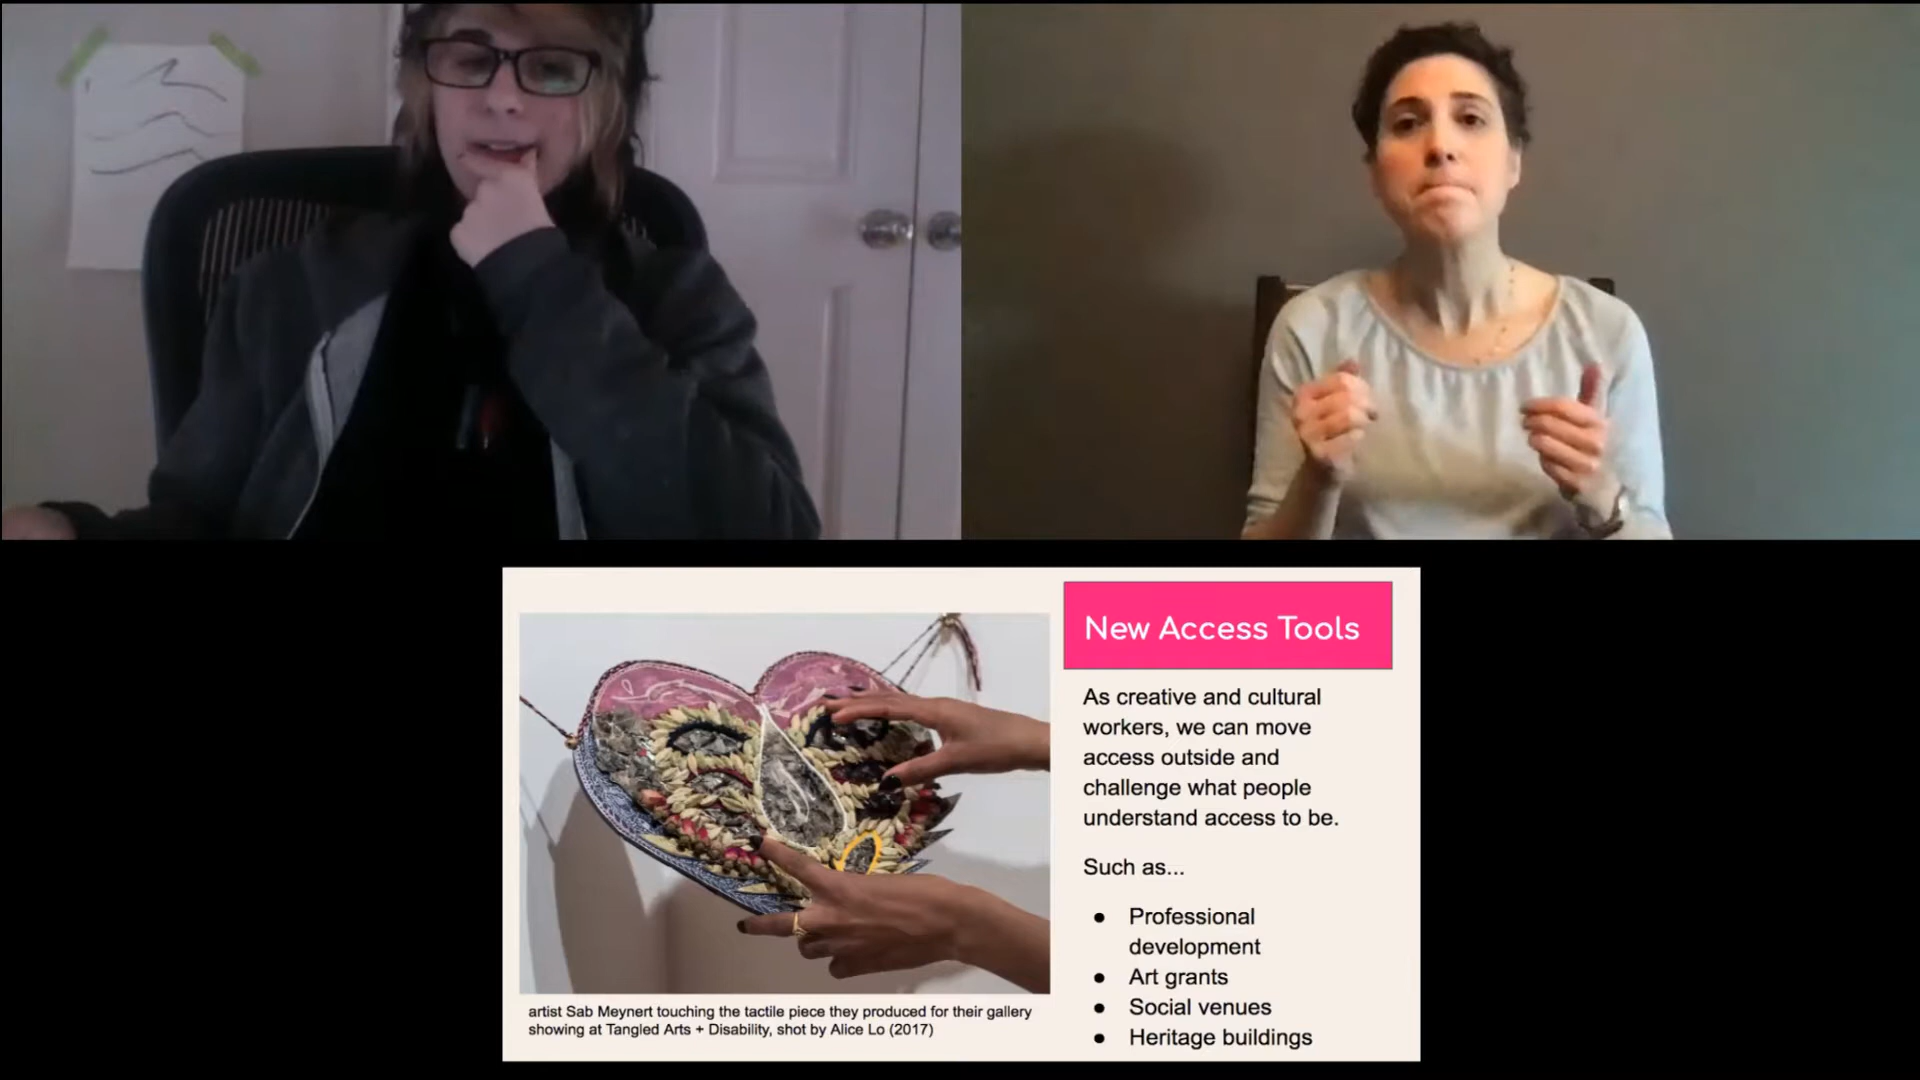 New Access Tools
As creative and cultural
workers, we can move
access outside and
challenge what people
understand access to be.
Such as...
● Professional
development
● Art grants
● Social venues
● Heritage buildings
artist Sab Meynert touching the tactile piece they produced for their gallery
showing at Tangled Arts + Disability, shot by Alice Lo (2017)